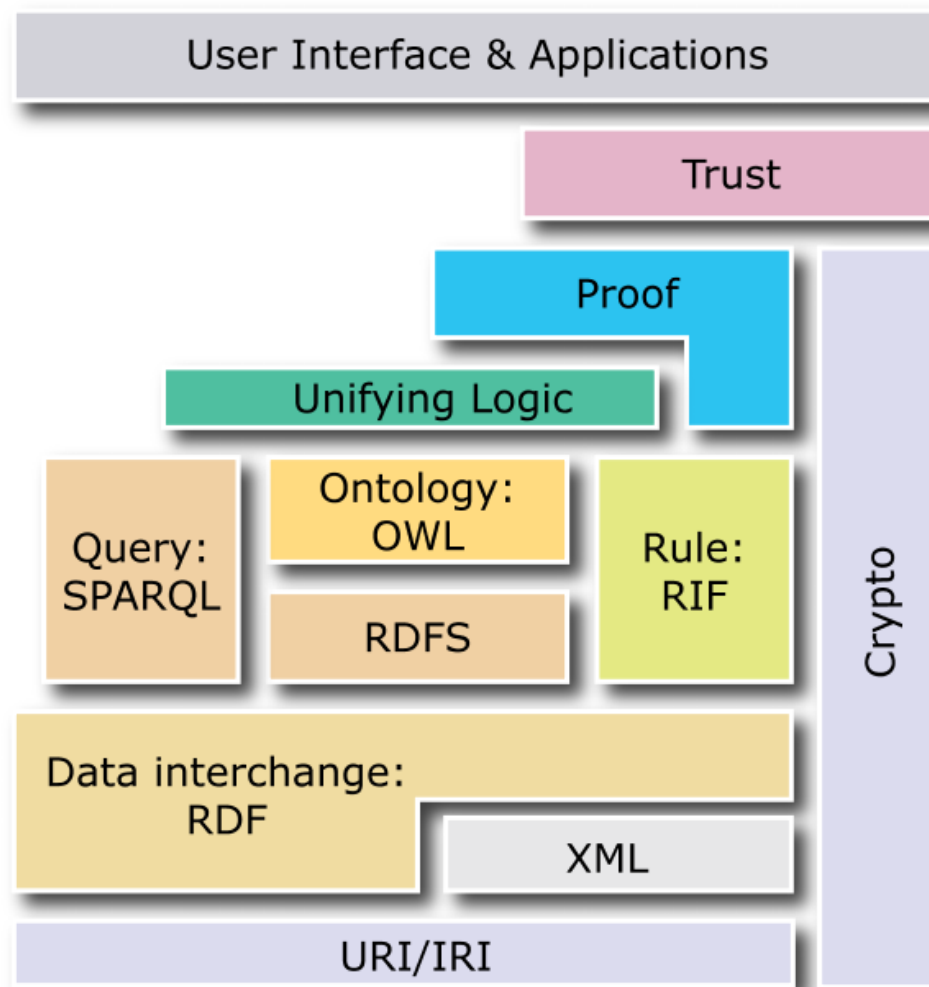 User Interface & Applications
Trust
Proof
Unifying Logic
Query:
SPARQL
Ontology:
OWL
RDFS
Rule:
RIF
Crypto
Data interchange:
RDF
XML
URI/IRI